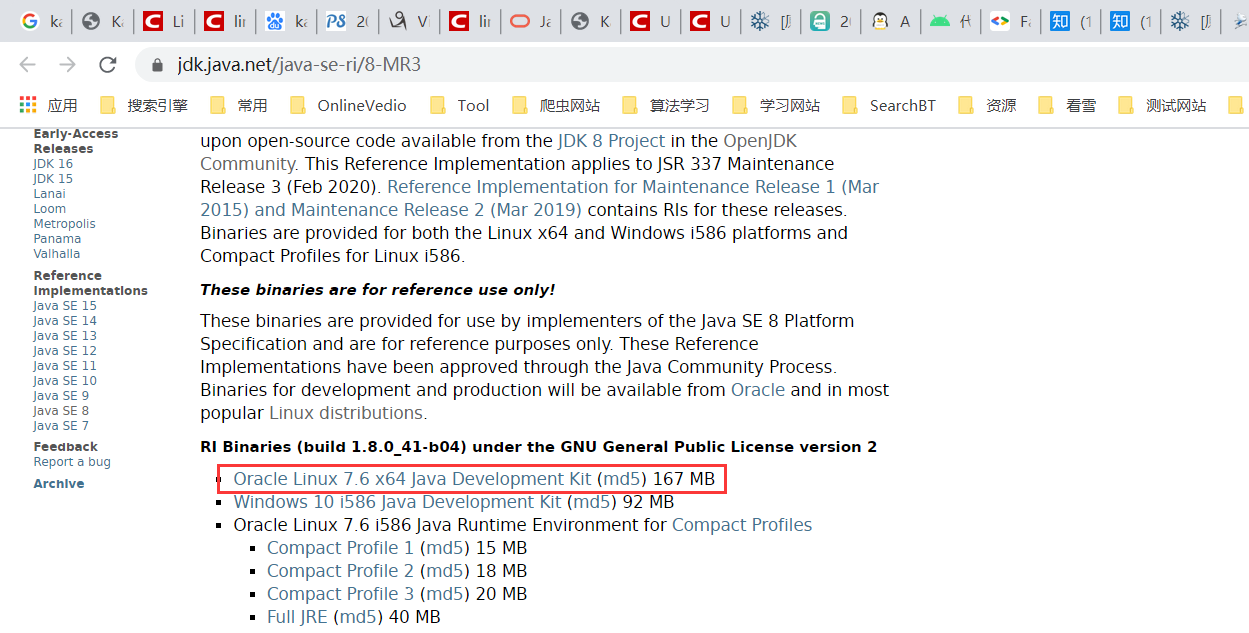 ka
K
Li
lin
ka
20
Vi
lin
Ja
K
U
U
[原
20
A
什
Fa
知 (1
知 (1
[原
jdk.java.net/java-se-ri/8-MR3
应用 搜索引擎 常用 OnlineVedio Tool 爬虫网站 算法学习 学习网站 SearchBT 资源 看雪 测试网站
Early-Access
Releases
JDK 16
JDK 15
Lanai
Loom
Metropolis
Panama
Valhalla
Reference
Implementations
Java SE 15
Java SE 14
Java SE 13
Java SE 12
Java SE 11
Java SE 10
Java SE 9
Java SE 8
Java SE 7
Feedback
Report a bug
Archive
upon open-source code available from the JDK 8 Project in the OpenJDK
Community. This Reference Implementation applies to JSR 337 Maintenance
Release 3 (Feb 2020). Reference Implementation for Maintenance Release 1 (Mar
2015) and Maintenance Release 2 (Mar 2019) contains RIs for these releases.
Binaries are provided for both the Linux x64 and Windows i586 platforms and
Compact Profiles for Linux i586.
These binaries are for reference use only!
These binaries are provided for use by implementers of the Java SE 8 Platform
Specification and are for reference purposes only. These Reference
Implementations have been approved through the Java Community Process.
Binaries for development and production will be available from Oracle and in most
popular Linux distributions.
RI Binaries (build 1.8.0_41-b04) under the GNU General Public License version 2
Oracle Linux 7.6 x64 Java Development Kit (md5) 167 MB
Windows 10 i586 Java Development Kit (md5) 92 MB
Oracle Linux 7.6 i586 Java Runtime Environment for Compact Profiles
Compact Profile 1 (md5) 15 MB
Compact Profile 2 (md5) 18 MB
Compact Profile 3 (md5) 20 MB
Full JRE (md5) 40 MB